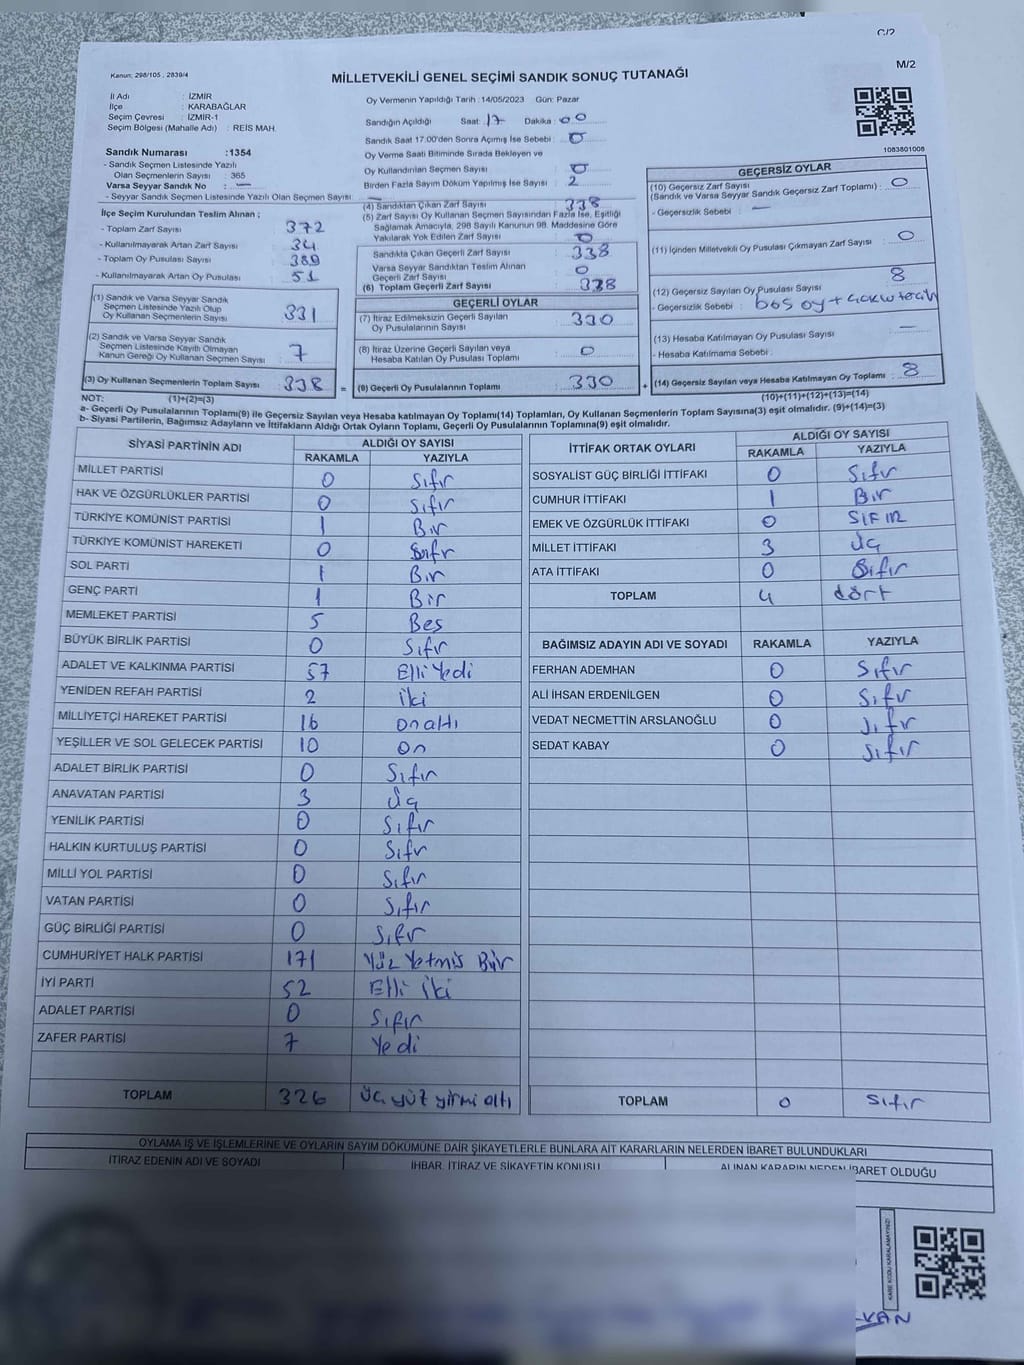 C/2
M/2
Kanun: 298/105 , 2839/4
MİLLETVEKİLİ GENEL SEÇİMİ SANDIK SONUÇ TUTANAĞI
İl Adı : İZMİR
İlçe : KARABAĞLAR
Seçim Çevresi : İZMİR-1
Seçim Bölgesi (Mahalle Adı) : REİS MAH.
Oy Vermenin Yapıldığı Tarih :14/05/2023 Gün: Pazar
Sandığın Açıldığı Saat: 17 Dakika: 00
Sandık Saat 17.00'den Sonra Açımış İse Sebebi : 0
Oy Verme Saati Bitiminde Sırada Bekleyen ve
Oy Kullandırılan Seçmen Sayısı : 0
Birden Fazla Sayım Döküm Yapılmış İse Sayısı : 2
1083801008
Sandık Numarası :1354
- Sandık Seçmen Listesinde Yazılı
Olan Seçmenlerin Sayısı : 365
Varsa Seyyar Sandık No : —
- Seyyar Sandık Seçmen Listesinde Yazılı Olan Seçmen Sayısı : —
İlçe Seçim Kurulundan Teslim Alınan ;
- Toplam Zarf Sayısı : 372
- Kullanılmayarak Artan Zarf Sayısı : 34
- Toplam Oy Pusulası Sayısı : 389
- Kullanılmayarak Artan Oy Pusulası : 51
(1) Sandık ve Varsa Seyyar Sandık
Seçmen Listesinde Yazılı Olup
Oy Kullanan Seçmenlerin Sayısı : 331
(2) Sandık ve Varsa Seyyar Sandık
Seçmen Listesinde Kayıtlı Olmayan
Kanun Gereği Oy Kullanan Seçmen Sayısı : 7
(3) Oy Kullanan Seçmenlerin Toplam Sayısı : 338 =
(4) Sandıktan Çıkan Zarf Sayısı : 338
(5) Zarf Sayısı Oy Kullanan Seçmen Sayısından Fazla İse, Eşitliği
Sağlamak Amacıyla, 298 Sayılı Kanunun 98. Maddesine Göre
Yakılarak Yok Edilen Zarf Sayısı : 0
Sandıkta Çıkan Geçerli Zarf Sayısı : 338
Varsa Seyyar Sandıktan Teslim Alınan
Geçerli Zarf Sayısı : 0
(6) Toplam Geçerli Zarf Sayısı : 338
GEÇERLİ OYLAR
(7) İtiraz Edilmeksizin Geçerli Sayılan
Oy Pusulalarının Sayısı : 330
(8) İtiraz Üzerine Geçerli Sayılan veya
Hesaba Katılan Oy Pusulası Toplamı : 0
(9) Geçerli Oy Pusulalarının Toplamı : 330 +
GEÇERSİZ OYLAR
(10) Geçersiz Zarf Sayısı
(Sandık ve Varsa Seyyar Sandık Geçersiz Zarf Toplamı) : 0
- Geçersizlik Sebebi : —
(11) İçinden Milletvekili Oy Pusulası Çıkmayan Zarf Sayısı : 0
(12) Geçersiz Sayılan Oy Pusulası Sayısı : 8
- Geçersizlik Sebebi : boş oy +
(13) Hesaba Katılmayan Oy Pusulası Sayısı : —
- Hesaba Katılmama Sebebi :
(14) Geçersiz Sayılan veya Hesaba Katılmayan Oy Toplamı : 8
NOT: (1)+(2)=(3) (10)+(11)+(12)+(13)=(14)
a- Geçerli Oy Pusulalarının Toplamı(9) ile Geçersiz Sayılan veya Hesaba katılmayan Oy Toplamı(14) Toplamları, Oy Kullanan Seçmenlerin Toplam Sayısına(3) eşit olmalıdır. (9)+(14)=(3)
b- Siyasi Partilerin, Bağımsız Adayların ve İttifakların Aldığı Ortak Oyların Toplamı, Geçerli Oy Pusulalarının Toplamına(9) eşit olmalıdır.
SİYASİ PARTİNİN ADI ALDIĞI OY SAYISI
RAKAMLA YAZIYLA
MİLLET PARTİSİ 0 Sıfır
HAK VE ÖZGÜRLÜKLER PARTİSİ 0 Sıfır
TÜRKİYE KOMÜNİST PARTİSİ 1 Bir
TÜRKİYE KOMÜNİST HAREKETİ 0 Sıfır
SOL PARTİ 1 Bir
GENÇ PARTİ 1 Bir
MEMLEKET PARTİSİ 5 Beş
BÜYÜK BİRLİK PARTİSİ 0 Sıfır
ADALET VE KALKINMA PARTİSİ 57 Elli Yedi
YENİDEN REFAH PARTİSİ 2 iki
MİLLİYETÇİ HAREKET PARTİSİ 16 onaltı
YEŞİLLER VE SOL GELECEK PARTİSİ 10 on
ADALET BİRLİK PARTİSİ 0 Sıfır
ANAVATAN PARTİSİ 3 üç
YENİLİK PARTİSİ 0 Sıfır
HALKIN KURTULUŞ PARTİSİ 0 Sıfır
MİLLİ YOL PARTİSİ 0 Sıfır
VATAN PARTİSİ 0 Sıfır
GÜÇ BİRLİĞİ PARTİSİ 0 Sıfır
CUMHURİYET HALK PARTİSİ 171 Yüz Yetmiş Bir
İYİ PARTİ 52 Elli iki
ADALET PARTİSİ 0 Sıfır
ZAFER PARTİSİ 7 Yedi
TOPLAM 326 üç yüz yirmi altı
İTTİFAK ORTAK OYLARI ALDIĞI OY SAYISI
RAKAMLA YAZIYLA
SOSYALİST GÜÇ BİRLİĞİ İTTİFAKI 0 Sıfır
CUMHUR İTTİFAKI 1 Bir
EMEK VE ÖZGÜRLÜK İTTİFAKI 0 SIFIR
MİLLET İTTİFAKI 3 üç
ATA İTTİFAKI 0 Sıfır
TOPLAM 4 dört
BAĞIMSIZ ADAYIN ADI VE SOYADI RAKAMLA YAZIYLA
FERHAN ADEMHAN 0 Sıfır
ALİ İHSAN ERDENİLGEN 0 Sıfır
VEDAT NECMETTİN ARSLANOĞLU 0 Sıfır
SEDAT KABAY 0 Sıfır
TOPLAM 0 Sıfır
OYLAMA İŞ VE İŞLEMLERİNE VE OYLARIN SAYIM DÖKÜMÜNE DAİR ŞİKAYETLERLE BUNLARA AİT KARARLARIN NELERDEN İBARET BULUNDUKLARI
İTİRAZ EDENİN ADI VE SOYADI İHBAR, İTİRAZ VE ŞİKAYETİN KONUSU ALINAN KARARIN NEDEN İBARET OLDUĞU
KARE KODU KARALAMAYINIZ!